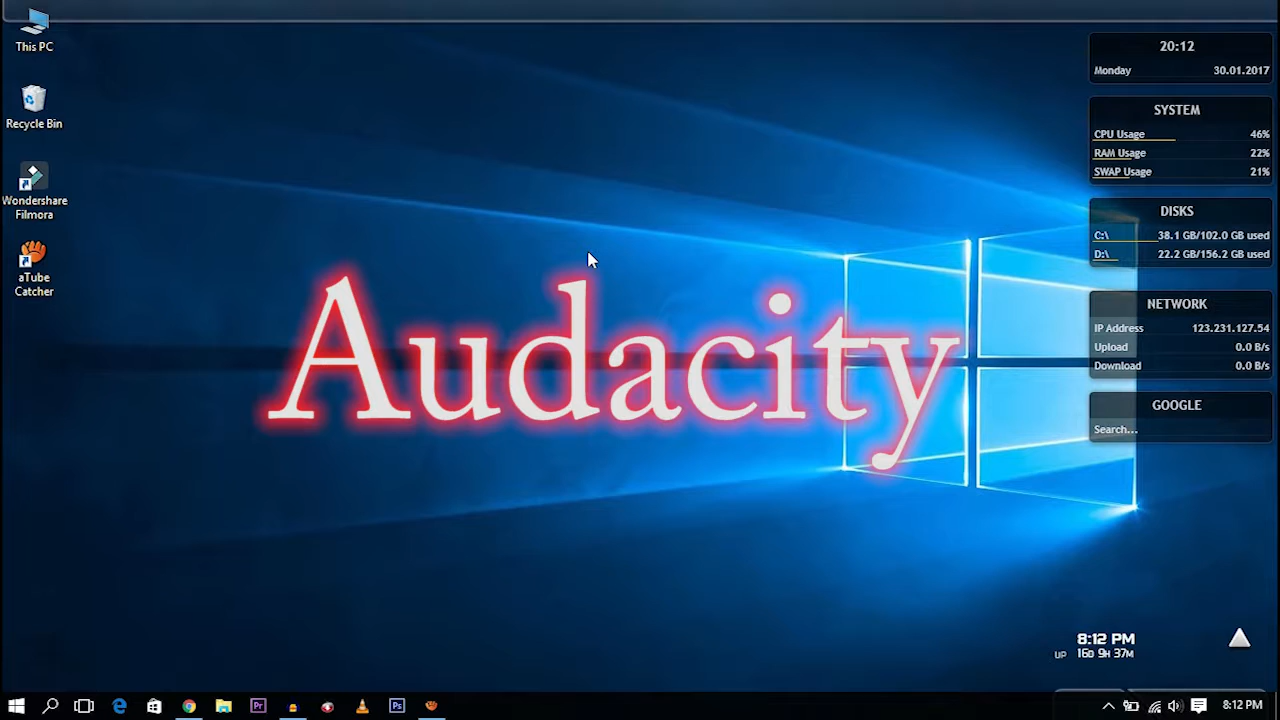 This PC
Recycle Bin
Wondershare
Filmora
aTube
Catcher
Audacity
20:12
Monday 30.01.2017
SYSTEM
CPU Usage 46%
RAM Usage 22%
SWAP Usage 21%
DISKS
C:\ 38.1 GB/102.0 GB used
D:\ 22.2 GB/156.2 GB used
NETWORK
IP Address 123.231.127.54
Upload 0.0 B/s
Download 0.0 B/s
GOOGLE
Search...
8:12 PM
UP 16D 9H 37M
Pr
Ps
8:12 PM